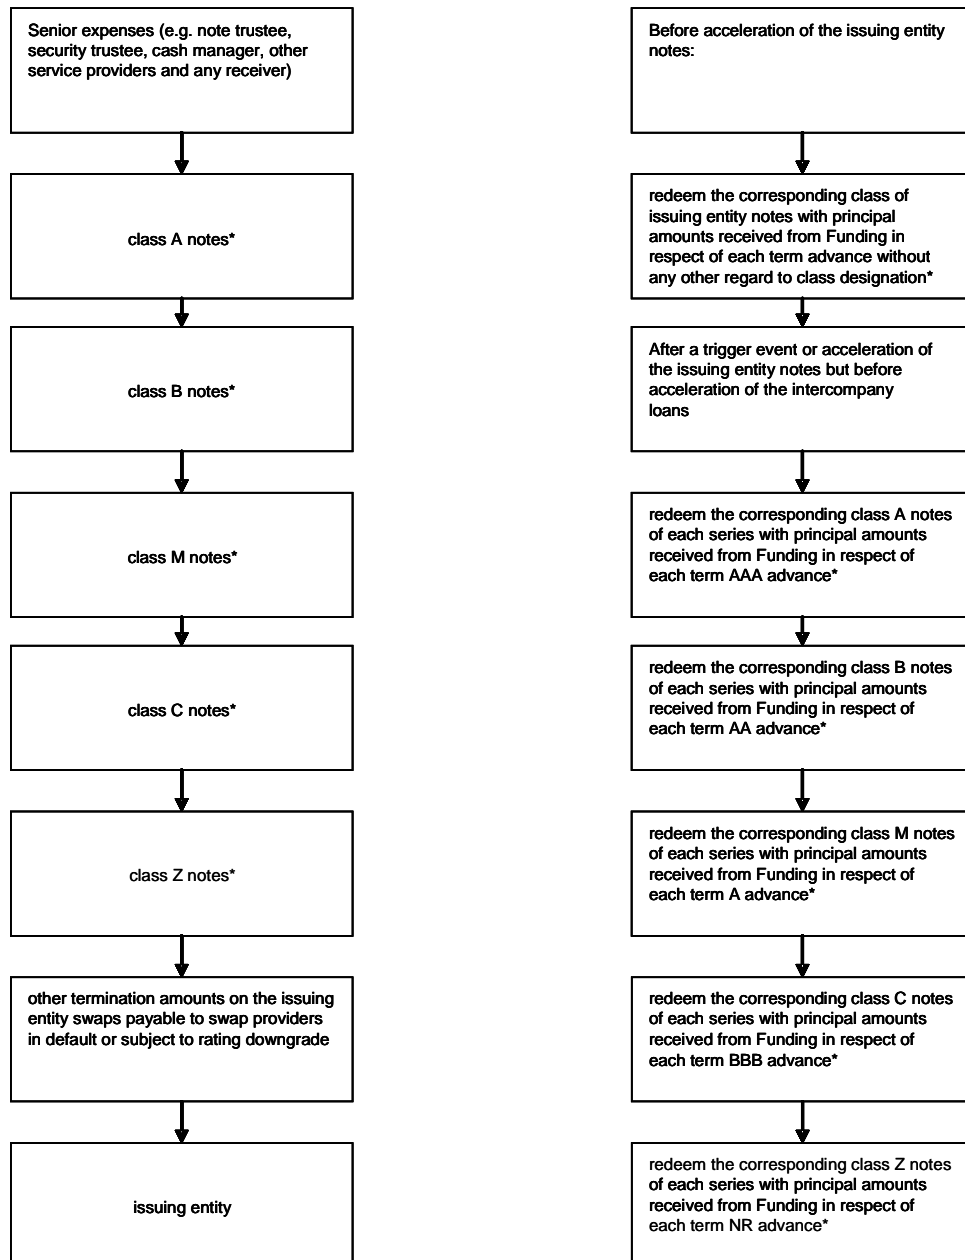 Senior expenses (e.g. note trustee,
security trustee, cash manager, other
service providers and any receiver)
class A notes*
class B notes*
class M notes*
class C notes*
class Z notes*
other termination amounts on the issuing
entity swaps payable to swap providers
in default or subject to rating downgrade
issuing entity
Before acceleration of the issuing entity
notes:
redeem the corresponding class of
issuing entity notes with principal
amounts received from Funding in
respect of each term advance without
any other regard to class designation*
After a trigger event or acceleration of
the issuing entity notes but before
acceleration of the intercompany
loans
redeem the corresponding class A notes
of each series with principal amounts
received from Funding in respect of
each term AAA advance*
redeem the corresponding class B notes
of each series with principal amounts
received from Funding in respect of
each term AA advance*
redeem the corresponding class M notes
of each series with principal amounts
received from Funding in respect of
each term A advance*
redeem the corresponding class C notes
of each series with principal amounts
received from Funding in respect of
each term BBB advance*
redeem the corresponding class Z notes
of each series with principal amounts
received from Funding in respect of
each term NR advance*